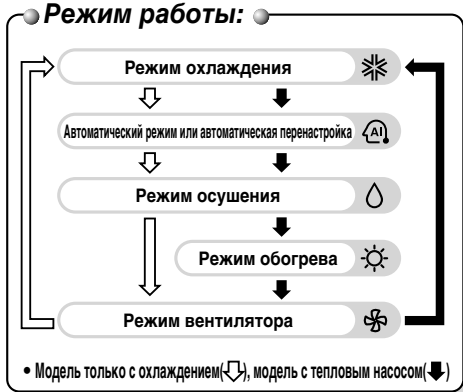 Режим работы:
Режим охлаждения
Автоматический режим или автоматическая перенастройка
AI
Режим осушения
Режим обогрева
Режим вентилятора
• Модель только с охлаждением(⇩), модель с тепловым насосом(🡇)